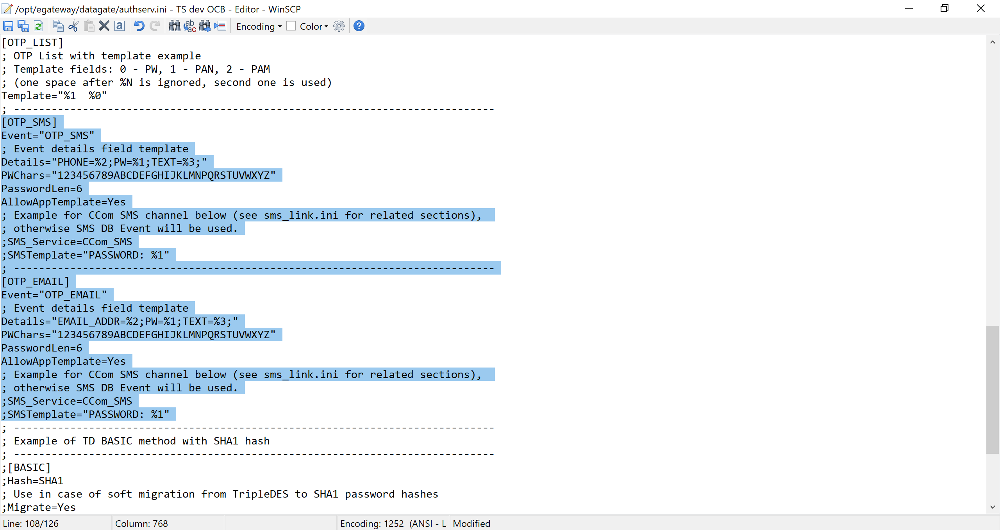 /opt/egateway/datagate/authserv.ini - TS dev OCB - Editor - WinSCP
Encoding Color
[OTP_LIST]
; OTP List with template example
; Template fields: 0 - PW, 1 - PAN, 2 - PAM
; (one space after %N is ignored, second one is used)
Template="%1  %0"
; -----------------------------------------------------------------------------
[OTP_SMS]
Event="OTP_SMS"
; Event details field template
Details="PHONE=%2;PW=%1;TEXT=%3;"
PWChars="123456789ABCDEFGHIJKLMNPQRSTUVWXYZ"
PasswordLen=6
AllowAppTemplate=Yes
; Example for CCom SMS channel below (see sms_link.ini for related sections),
; otherwise SMS DB Event will be used.
;SMS_Service=CCom_SMS
;SMSTemplate="PASSWORD: %1"
; -----------------------------------------------------------------------------
[OTP_EMAIL]
Event="OTP_EMAIL"
; Event details field template
Details="EMAIL_ADDR=%2;PW=%1;TEXT=%3;"
PWChars="123456789ABCDEFGHIJKLMNPQRSTUVWXYZ"
PasswordLen=6
AllowAppTemplate=Yes
; Example for CCom SMS channel below (see sms_link.ini for related sections),
; otherwise SMS DB Event will be used.
;SMS_Service=CCom_SMS
;SMSTemplate="PASSWORD: %1"
; -----------------------------------------------------------------------------
; Example of TD BASIC method with SHA1 hash
; -----------------------------------------------------------------------------
;[BASIC]
;Hash=SHA1
; Use in case of soft migration from TripleDES to SHA1 password hashes
;Migrate=Yes
Line: 108/126 Column: 768 Encoding: 1252  (ANSI - L Modified